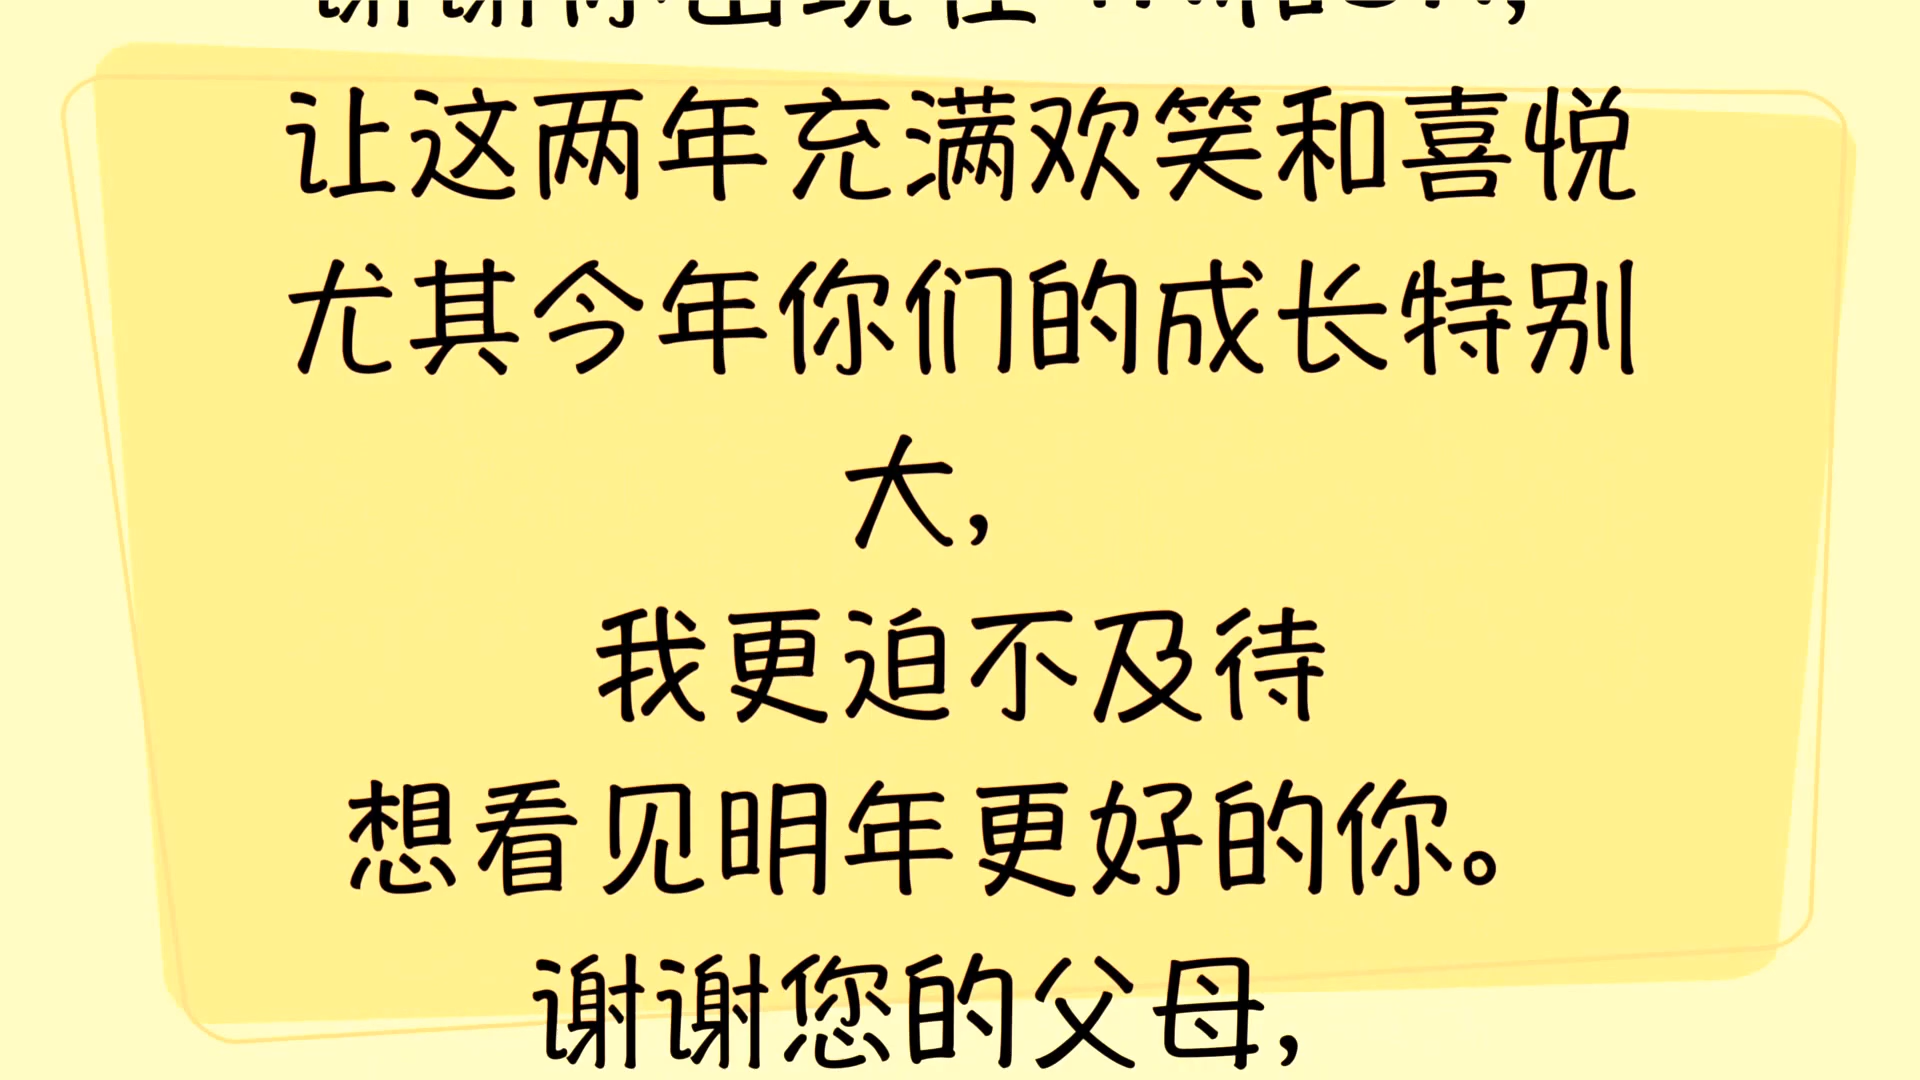 让这两年充满欢笑和喜悦
尤其今年你们的成长特别
大,
我更迫不及待
想看见明年更好的你。
谢谢您的父母,